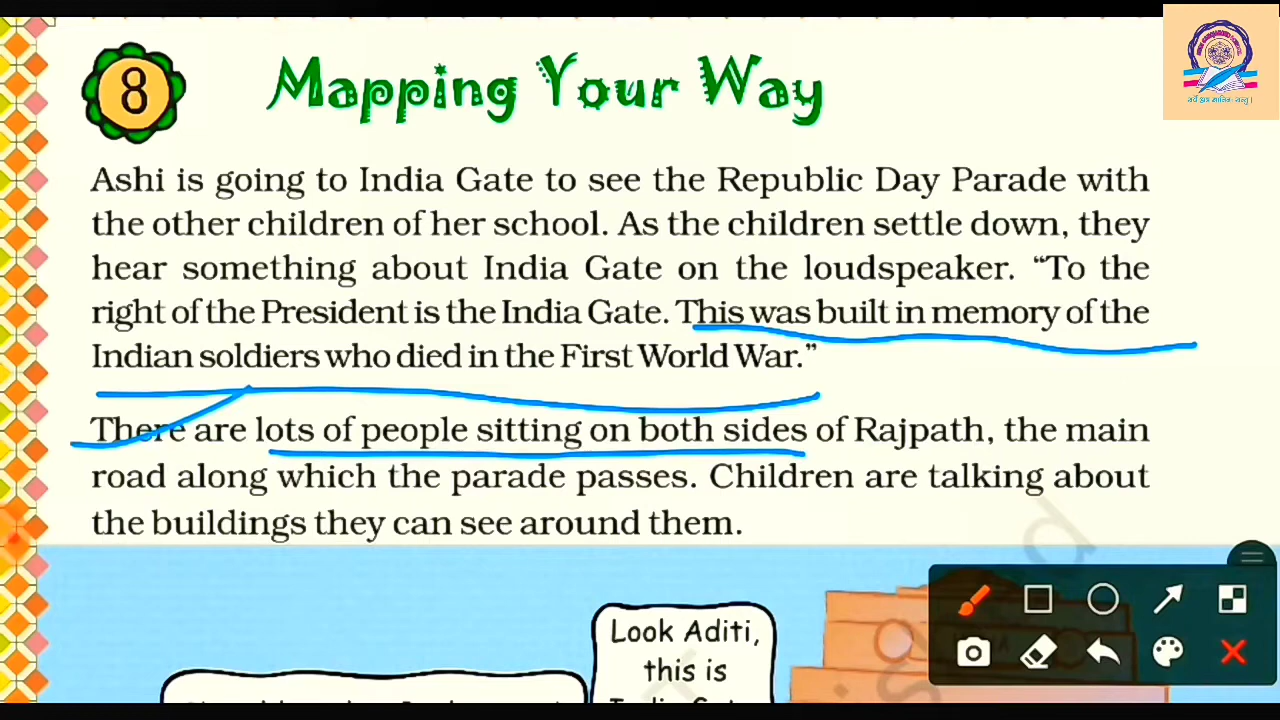 8
Mapping Your Way
Ashi is going to India Gate to see the Republic Day Parade with
the other children of her school. As the children settle down, they
hear something about India Gate on the loudspeaker. “To the
right of the President is the India Gate. This was built in memory of the
Indian soldiers who died in the First World War.”
There are lots of people sitting on both sides of Rajpath, the main
road along which the parade passes. Children are talking about
the buildings they can see around them.
Look Aditi,
this is